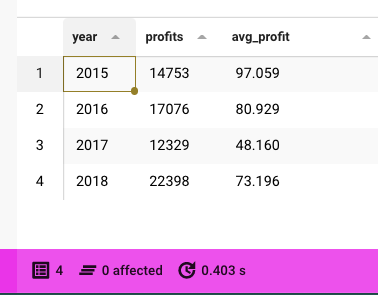 year profits avg_profit
1 2015 14753 97.059
2 2016 17076 80.929
3 2017 12329 48.160
4 2018 22398 73.196
4 0 affected 0.403 s